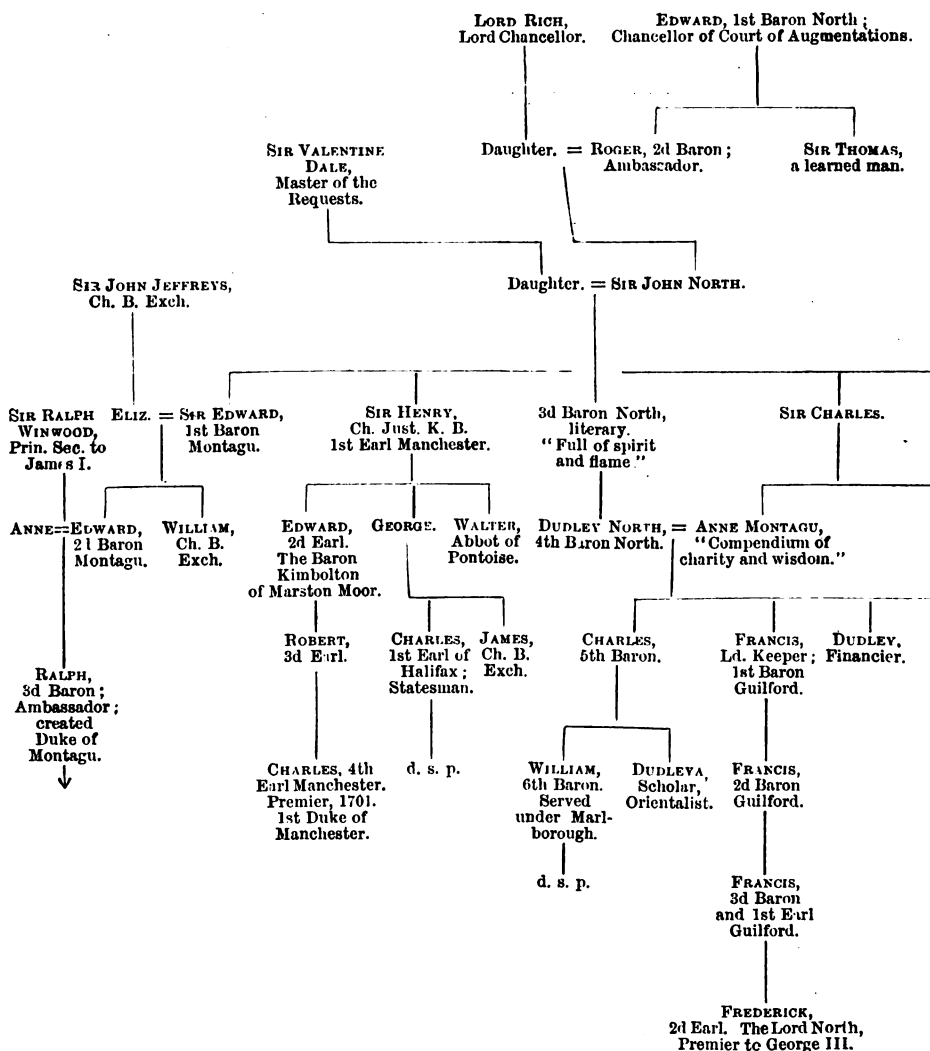 LORD RICH,
Lord Chancellor.
EDWARD, 1st Baron North;
Chancellor of Court of Augmentations.
SIR VALENTINE
DALE,
Master of the
Requests.
Daughter. = ROGER, 2d Baron;
Ambassador.
SIR THOMAS,
a learned man.
SIR JOHN JEFFREYS,
Ch. B. Exch.
Daughter. = SIR JOHN NORTH.
SIR RALPH
WINWOOD,
Prin. Sec. to
James I.
ELIZ. = SIR EDWARD,
1st Baron
Montagu.
SIR HENRY,
Ch. Just. K. B.
1st Earl Manchester.
3d Baron North,
literary.
"Full of spirit
and flame."
SIR CHARLES.
ANNE=EDWARD,
2d Baron
Montagu.
WILLIAM,
Ch. B.
Exch.
EDWARD,
2d Earl.
The Baron
Kimbolton
of Marston Moor.
GEORGE.
WALTER,
Abbot of
Pontoise.
DUDLEY NORTH,
4th Baron North.
= ANNE MONTAGU,
"Compendium of
charity and wisdom."
RALPH,
3d Baron;
Ambassador;
created
Duke of
Montagu.
ROBERT,
3d Earl.
CHARLES,
1st Earl of
Halifax;
Statesman.
JAMES,
Ch. B.
Exch.
CHARLES,
5th Baron.
FRANCIS,
Ld. Keeper;
1st Baron
Guilford.
DUDLEY,
Financier.
CHARLES, 4th
Earl Manchester.
Premier, 1701.
1st Duke of
Manchester.
d. s. p.
WILLIAM,
6th Baron.
Served
under Marl-
borough.
DUDLEYA,
Scholar,
Orientalist.
FRANCIS,
2d Baron
Guilford.
d. s. p.
FRANCIS,
3d Baron
and 1st Earl
Guilford.
FREDERICK,
2d Earl. The Lord North,
Premier to George III.